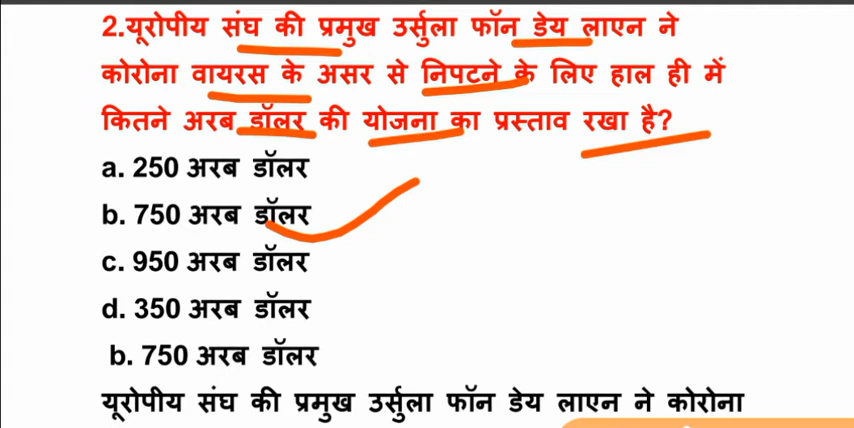 2.यूरोपीय संघ की प्रमुख उर्सुला फॉन डेय लाएन ने
कोरोना वायरस के असर से निपटने के लिए हाल ही में
कितने अरब डॉलर की योजना का प्रस्ताव रखा है?
a. 250 अरब डॉलर
b. 750 अरब डॉलर
c. 950 अरब डॉलर
d. 350 अरब डॉलर
b. 750 अरब डॉलर
यूरोपीय संघ की प्रमुख उर्सुला फॉन डेय लाएन ने कोरोना